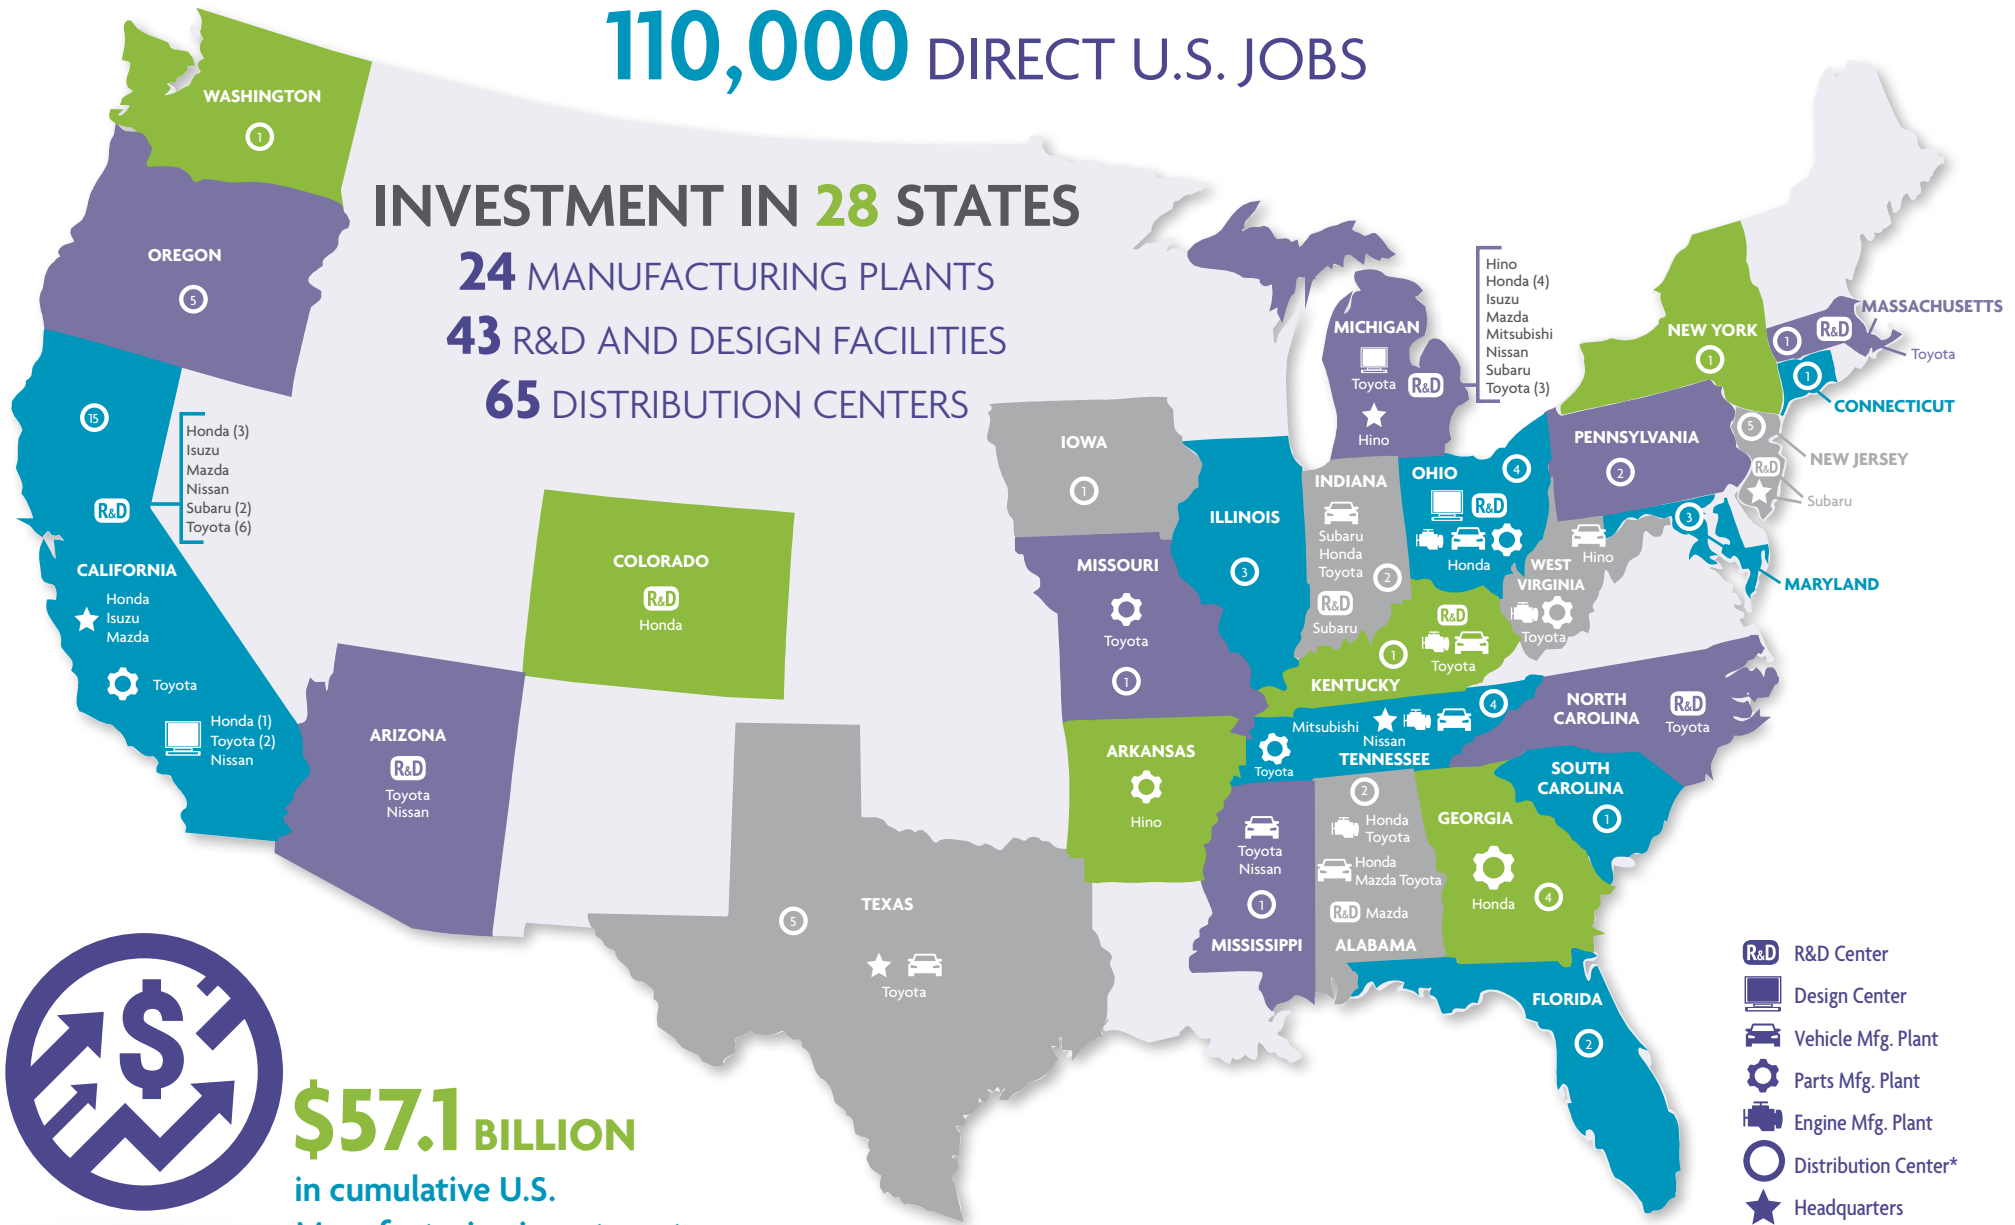 110,000 DIRECT U.S. JOBS
INVESTMENT IN 28 STATES
24 MANUFACTURING PLANTS
43 R&D AND DESIGN FACILITIES
65 DISTRIBUTION CENTERS
WASHINGTON
1
OREGON
5
15
R&D
Honda (3)
Isuzu
Mazda
Nissan
Subaru (2)
Toyota (6)
CALIFORNIA
Honda
Isuzu
Mazda
Toyota
Honda (1)
Toyota (2)
Nissan
ARIZONA
R&D
Toyota
Nissan
COLORADO
R&D
Honda
TEXAS
5
Toyota
IOWA
1
MISSOURI
Toyota
1
ARKANSAS
Hino
ILLINOIS
3
MICHIGAN
Toyota
R&D
Hino
Hino
Honda (4)
Isuzu
Mazda
Mitsubishi
Nissan
Subaru
Toyota (3)
INDIANA
Subaru
Honda
Toyota
2
R&D
Subaru
OHIO
4
R&D
Honda
KENTUCKY
R&D
1
Toyota
WEST
VIRGINIA
Hino
Toyota
TENNESSEE
Mitsubishi
Nissan
4
Toyota
MISSISSIPPI
Toyota
Nissan
1
ALABAMA
2
Honda
Toyota
Honda
Mazda Toyota
R&D Mazda
GEORGIA
Honda
4
FLORIDA
2
SOUTH
CAROLINA
1
NORTH
CAROLINA
R&D
Toyota
PENNSYLVANIA
2
NEW YORK
1
MASSACHUSETTS
1
R&D
Toyota
1
CONNECTICUT
5
NEW JERSEY
R&D
Subaru
3
MARYLAND
R&D R&D Center
Design Center
Vehicle Mfg. Plant
Parts Mfg. Plant
Engine Mfg. Plant
Distribution Center*
Headquarters
$
$57.1 BILLION
in cumulative U.S.